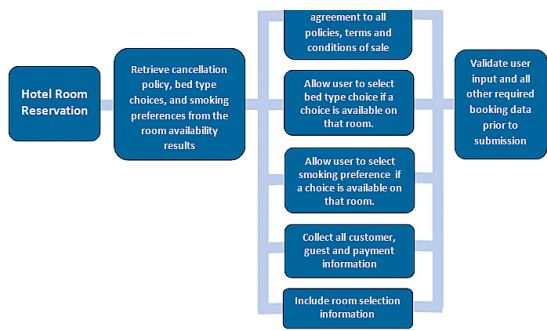 Hotel Room
Reservation
Retrieve cancellation
policy, bed type
choices, and smoking
preferences from the
room availability
results
agreement to all
policies, terms and
conditions of sale
Allow user to select
bed type choice if a
choice is available on
that room.
Allow user to select
smoking preference if
a choice is available on
that room.
Collect all customer,
guest and payment
information
Include room selection
information
Validate user
input and all
other required
booking data
prior to
submission